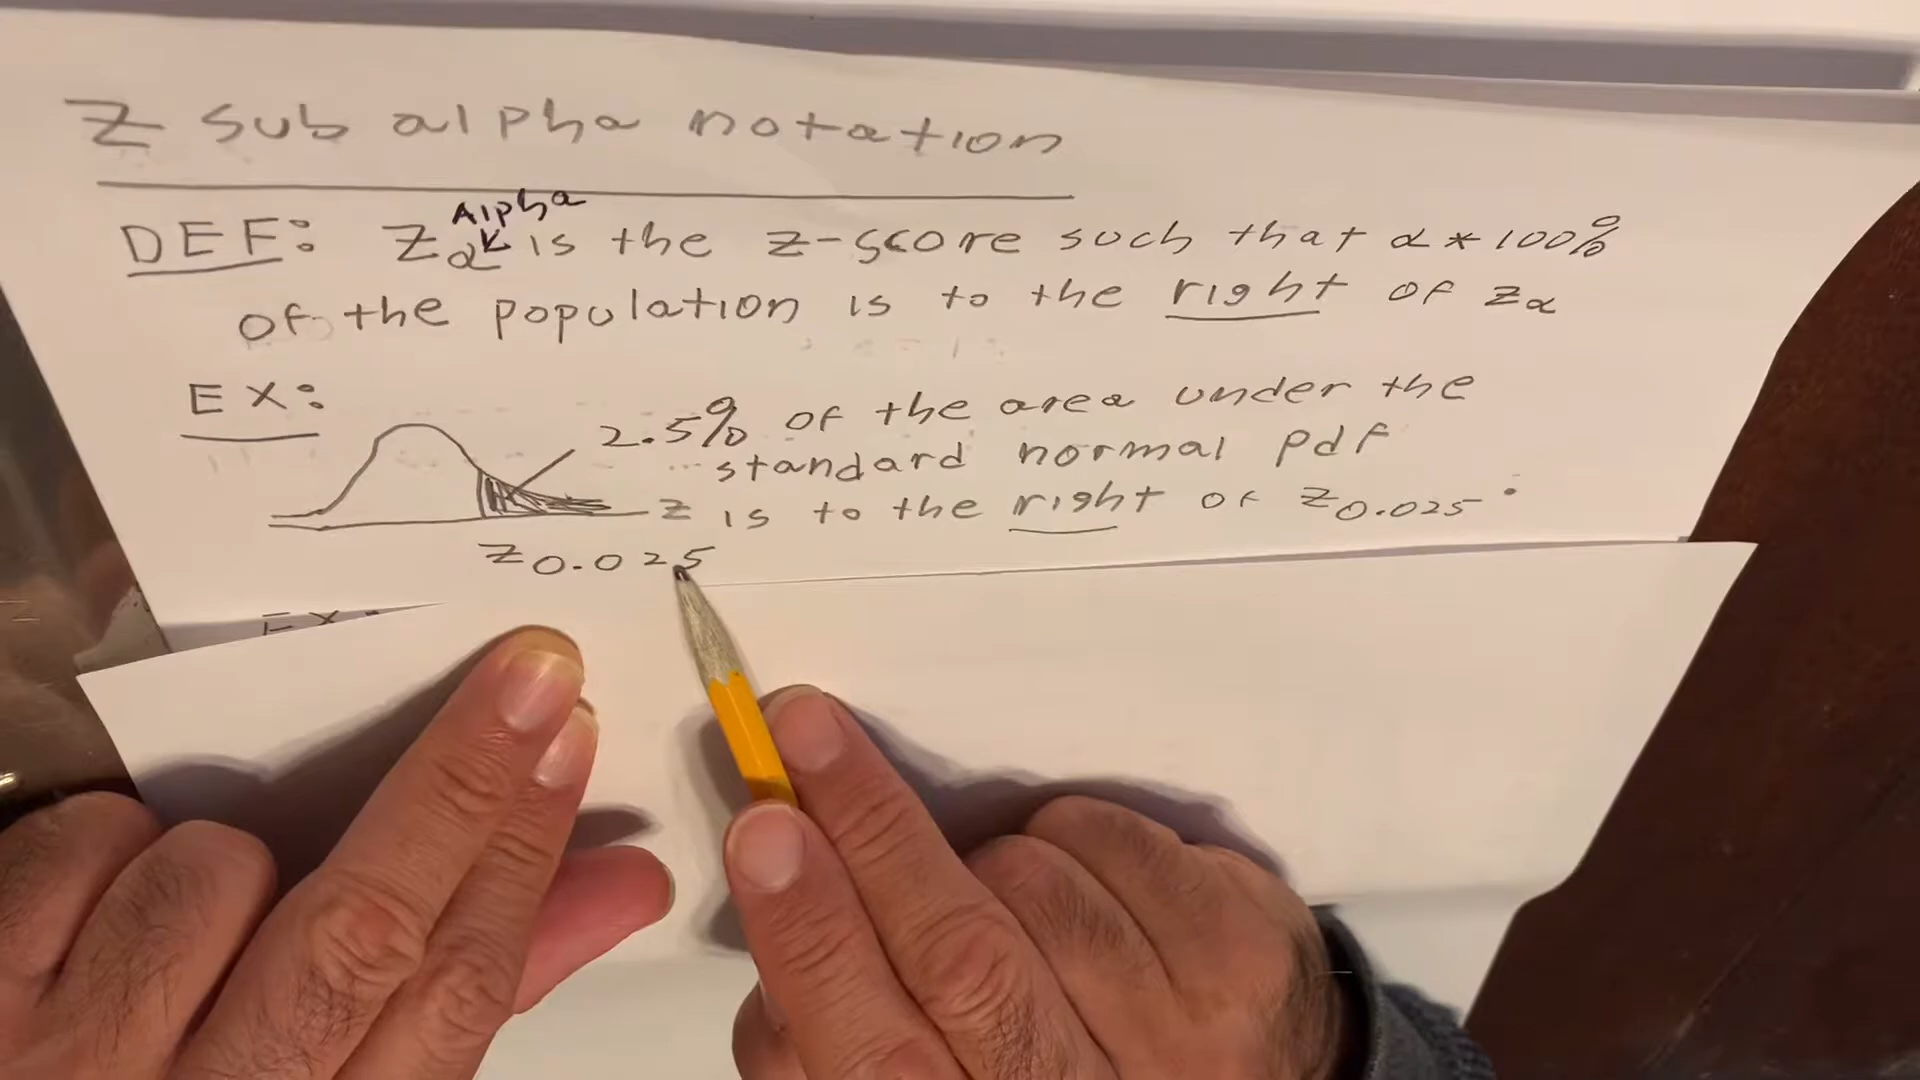 Z sub alpha notation
Alpha
DEF: Zα is the z-score such that α * 100%
of the population is to the right of zα
EX:
2.5% of the area under the
standard normal pdf
z is to the right of z0.025.
z0.025
EX: